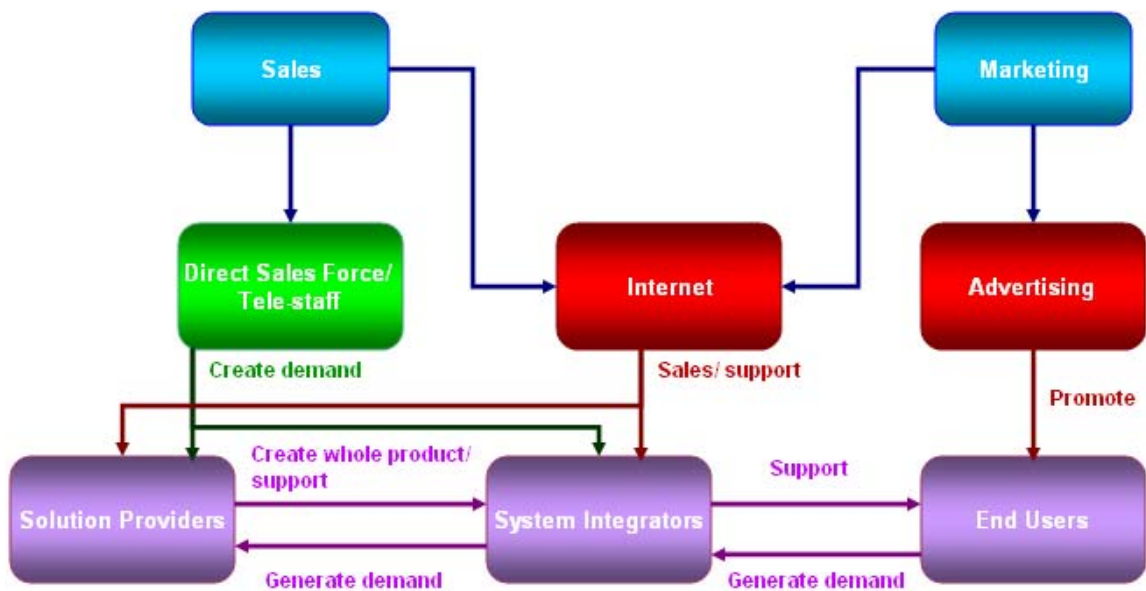 Sales
Marketing
Direct Sales Force/
Tele-staff
Internet
Advertising
Create demand
Sales/ support
Promote
Create whole product/
support
Support
Solution Providers
System Integrators
End Users
Generate demand
Generate demand